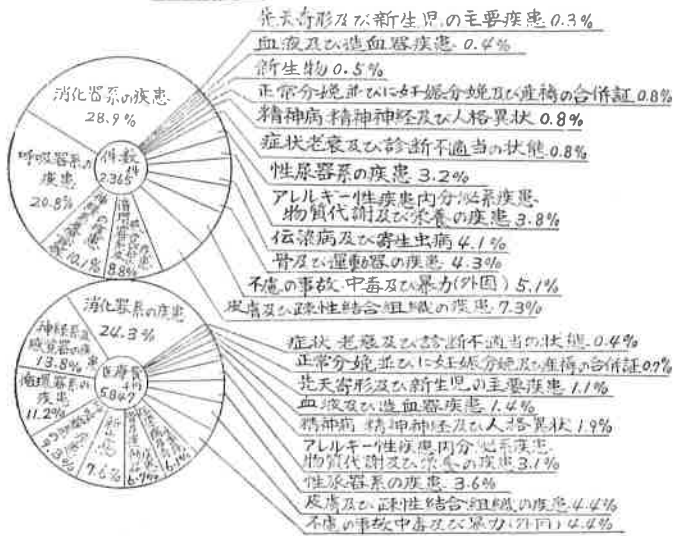 先天奇形及び新生児の主要疾患 0.3%
血液及び造血器疾患 0.4%
新生物 0.5%
正常分娩並びに妊娠分娩及び産褥の合併証 0.8%
精神病 精神神経及び人格異状 0.8%
症状老衰及び診断不適当の状態 0.8%
性尿器系の疾患 3.2%
アレルギー性疾患内分泌系疾患
物質代謝及び栄養の疾患 3.8%
伝染病及び寄生虫病 4.1%
骨及び運動器の疾患 4.3%
不慮の事故・中毒及び暴力(外因) 5.1%
皮膚及び疎性結合組織の疾患 7.3%
消化器系の疾患
28.9%
呼吸器系の
疾患
20.8%
10.1%
8.8%
件数
2365件
消化器系の疾患
24.3%
神経系及
感覚器の疾患
13.8%
循環器系の
疾患
11.2%
7.6%
6.1%
医療費
5847
症状 老衰及び診断不適当の状態 0.4%
正常分娩並びに妊娠分娩及び産褥の合併証 0.7%
先天奇形及び新生児の主要疾患 1.1%
血液及び造血器疾患 1.4%
精神病 精神神経及び人格異状 1.9%
アレルギー性疾患内分泌系疾患
物質代謝及び栄養の疾患 3.1%
性尿器系の疾患 3.6%
皮膚及び疎性結合組織の疾患 4.4%
不慮の事故中毒及び暴力(外因) 4.4%